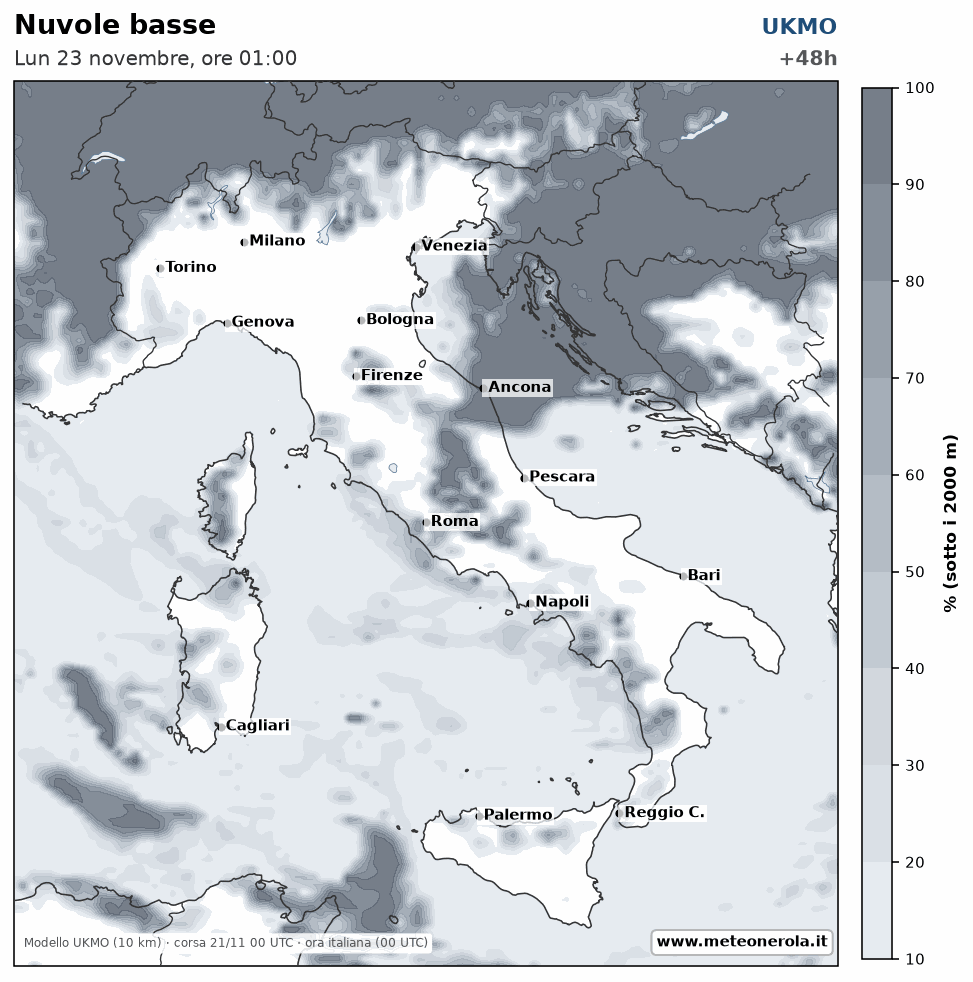 Nuvole basse
UKMO
Lun 23 novembre, ore 01:00
+48h
Milano
Venezia
Torino
Genova
Bologna
Firenze
Ancona
Pescara
Roma
Bari
Napoli
Cagliari
Palermo
Reggio C.
100
90
80
70
60
50
40
30
20
10
% (sotto i 2000 m)
Modello UKMO (10 km) · corsa 21/11 00 UTC · ora italiana (00 UTC)
www.meteonerola.it